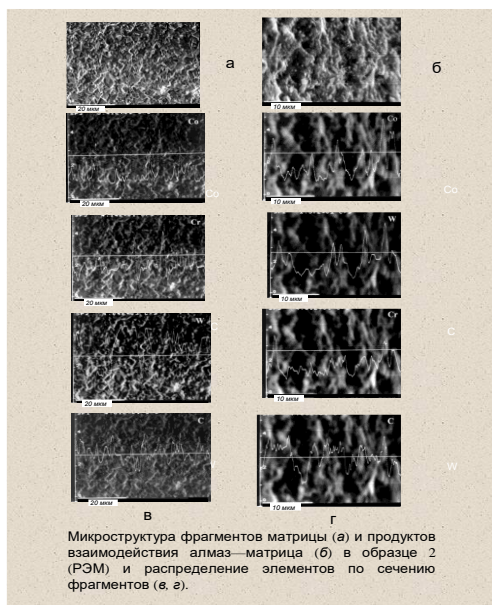 а
б
20 мкм
10 мкм
Co
Co
20 мкм
Co
10 мкм
Co
Cr
W
20 мкм
10 мкм
W
C
Cr
C
20 мкм
10 мкм
C
C
W
20 мкм
10 мкм
в
г
Микроструктура фрагментов матрицы (а) и продуктов
взаимодействия алмаз—матрица (б) в образце 2
(РЭМ) и распределение элементов по сечению
фрагментов (в, г).